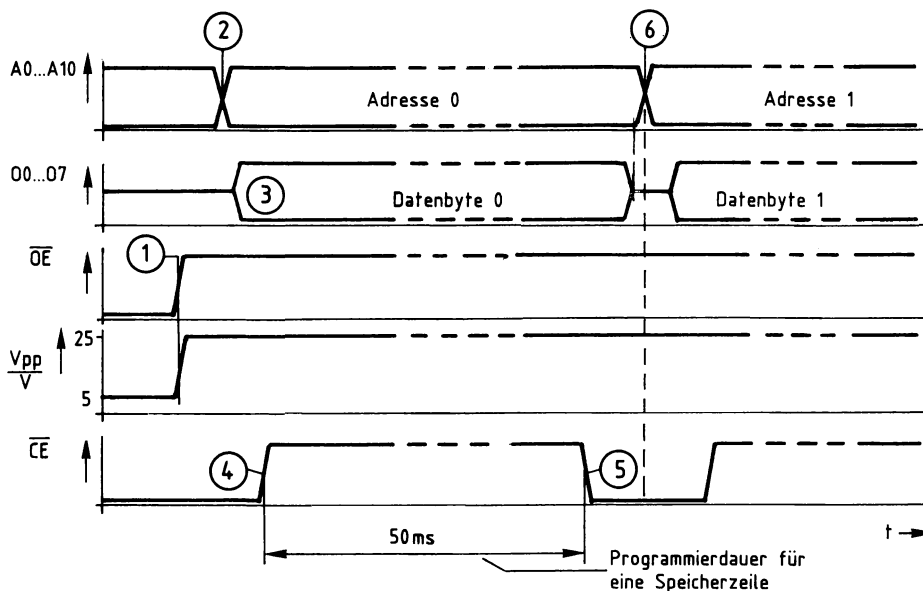 2
6
A0...A10
Adresse 0
Adresse 1
O0...O7
3
Datenbyte 0
Datenbyte 1
OE
1
25
Vpp
V
5
CE
4
5
50ms
t
Programmierdauer für
eine Speicherzeile